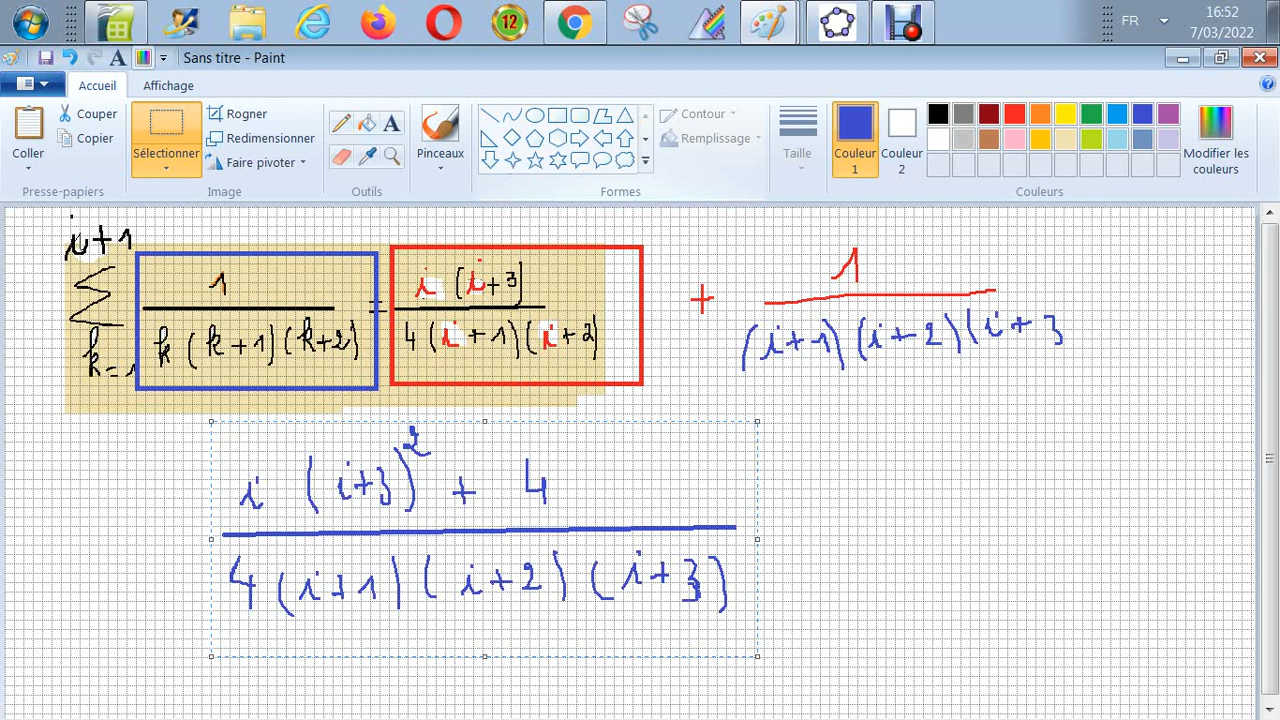 12
FR
16:52
7/03/2022
Sans titre - Paint
Accueil Affichage
Coller
Couper
Copier
Presse-papiers
Sélectionner
Rogner
Redimensionner
Faire pivoter
Image
Outils
Pinceaux
Formes
Contour
Remplissage
Taille
Couleur 1
Couleur 2
Modifier les couleurs
Couleurs
i+1
Σ 1 = i (i+3) + 1
k=1 k (k+1)(k+2) 4(i+1)(i+2) (i+1)(i+2)(i+3
i (i+3)² + 4
4(i+1)(i+2)(i+3)